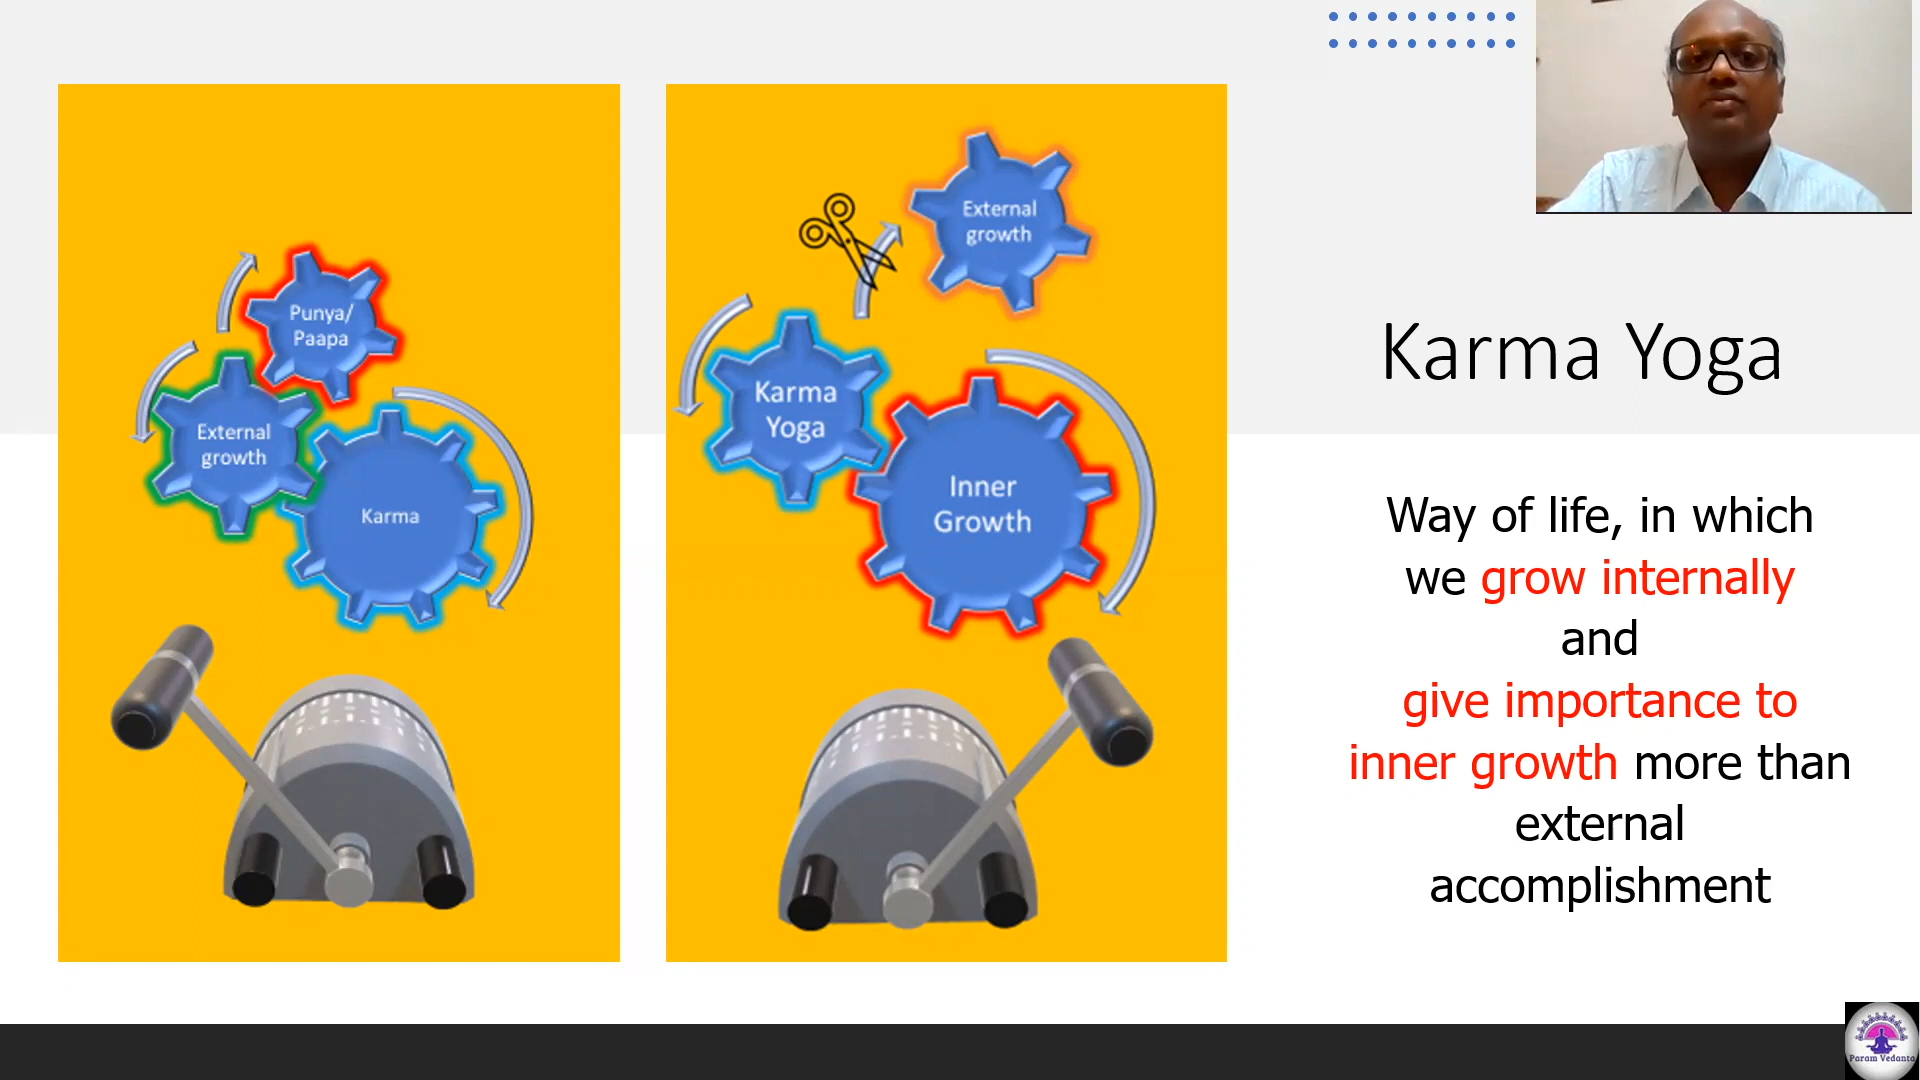 Punya/
Paapa
External
growth
Karma
External
growth
Karma
Yoga
Inner
Growth
Karma Yoga
Way of life, in which
we grow internally
and
give importance to
inner growth more than
external
accomplishment
Param Vedanta